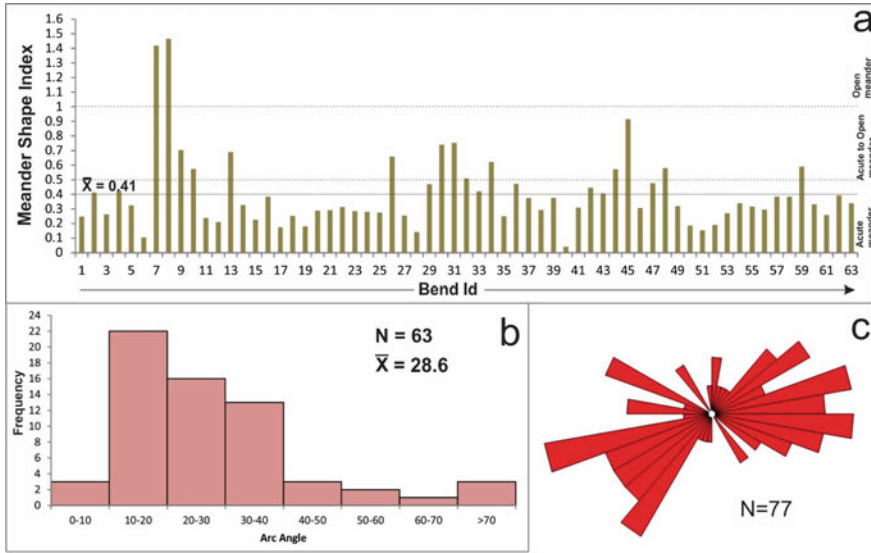 a
Meander Shape Index
1.6
1.5
1.4
1.3
1.2
1.1
1
0.9
0.8
0.7
0.6
0.5
0.4
0.3
0.2
0.1
0
X̅ = 0.41
Open meander
Acute to Open meander
Acute meander
1 3 5 7 9 11 13 15 17 19 21 23 25 27 29 31 33 35 37 39 41 43 45 47 49 51 53 55 57 59 61 63
Bend Id
b
N = 63
X̅ = 28.6
Frequency
24
22
20
18
16
14
12
10
8
6
4
2
0
0-10 10-20 20-30 30-40 40-50 50-60 60-70 >70
Arc Angle
c
N=77